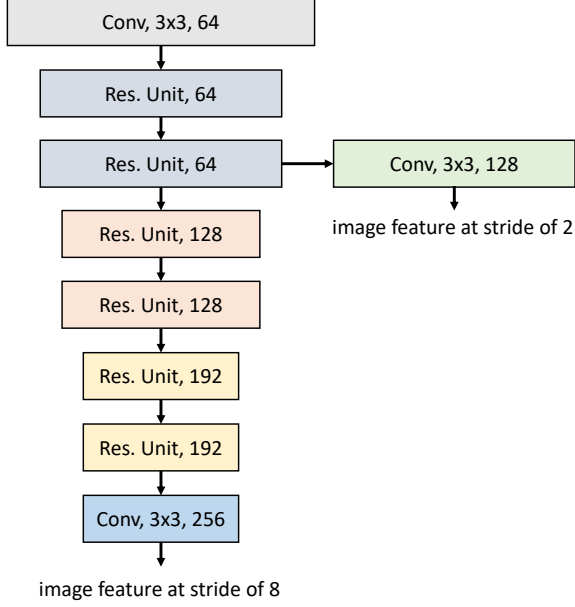 Conv, 3x3, 64
Res. Unit, 64
Res. Unit, 64
Conv, 3x3, 128
image feature at stride of 2
Res. Unit, 128
Res. Unit, 128
Res. Unit, 192
Res. Unit, 192
Conv, 3x3, 256
image feature at stride of 8